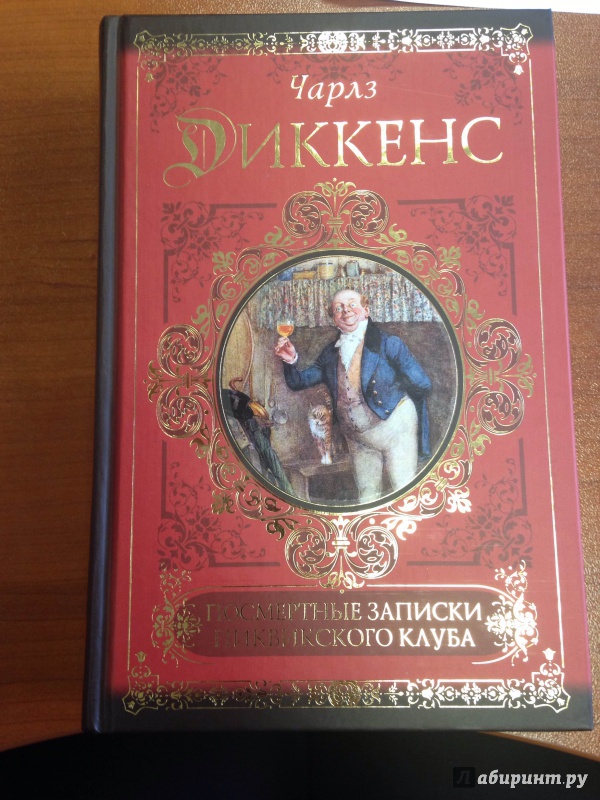 Чарлз
ДИККЕНС
ПОСМЕРТНЫЕ ЗАПИСКИ
ПИКВИКСКОГО КЛУБА
Лабиринт.ру